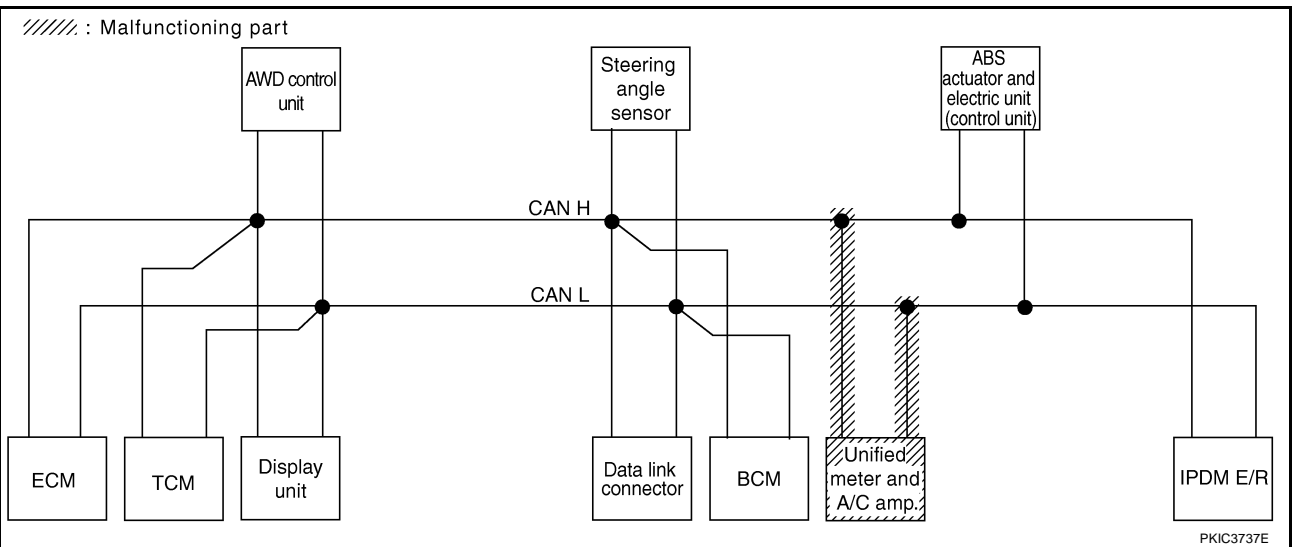 : Malfunctioning part
AWD control
unit
Steering
angle
sensor
ABS
actuator and
electric unit
(control unit)
CAN H
CAN L
ECM
TCM
Display
unit
Data link
connector
BCM
Unified
meter and
A/C amp.
IPDM E/R
PKIC3737E